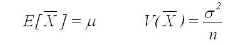 E[X̅] = μ V(X̅) = σ²/n